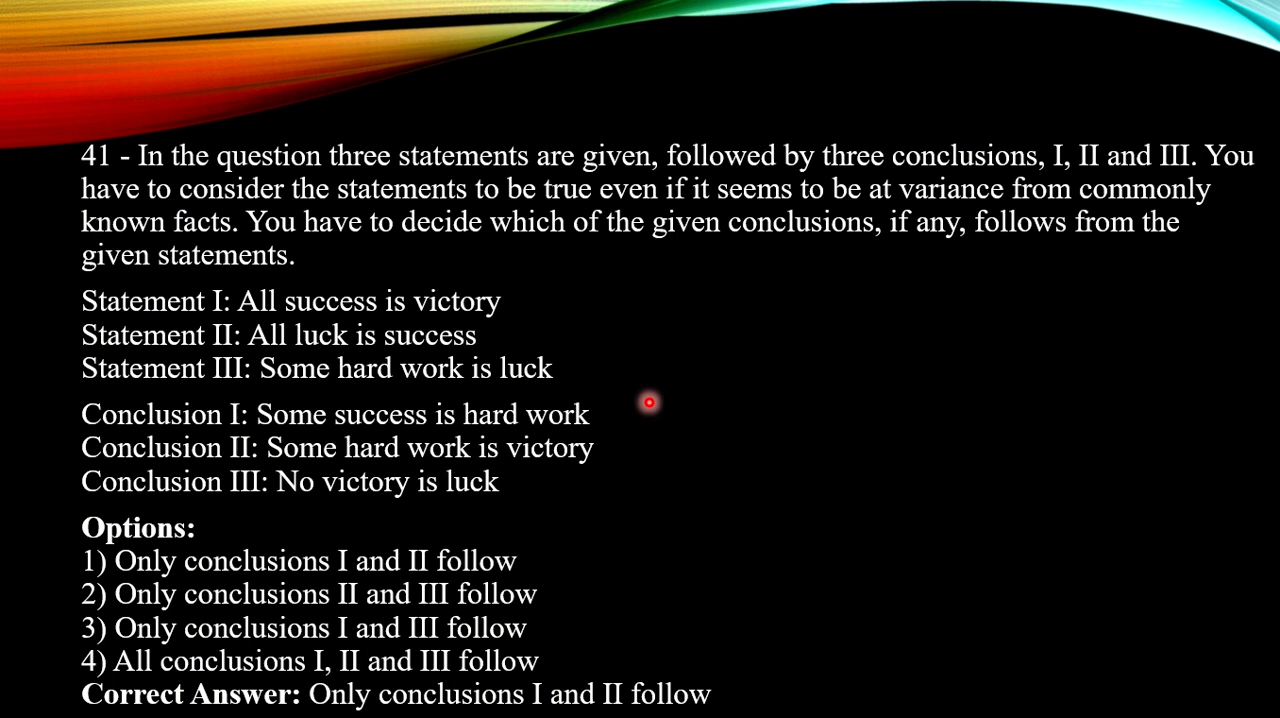 41 - In the question three statements are given, followed by three conclusions, I, II and III. You
have to consider the statements to be true even if it seems to be at variance from commonly
known facts. You have to decide which of the given conclusions, if any, follows from the
given statements.
Statement I: All success is victory
Statement II: All luck is success
Statement III: Some hard work is luck
Conclusion I: Some success is hard work
Conclusion II: Some hard work is victory
Conclusion III: No victory is luck
Options:
1) Only conclusions I and II follow
2) Only conclusions II and III follow
3) Only conclusions I and III follow
4) All conclusions I, II and III follow
Correct Answer: Only conclusions I and II follow